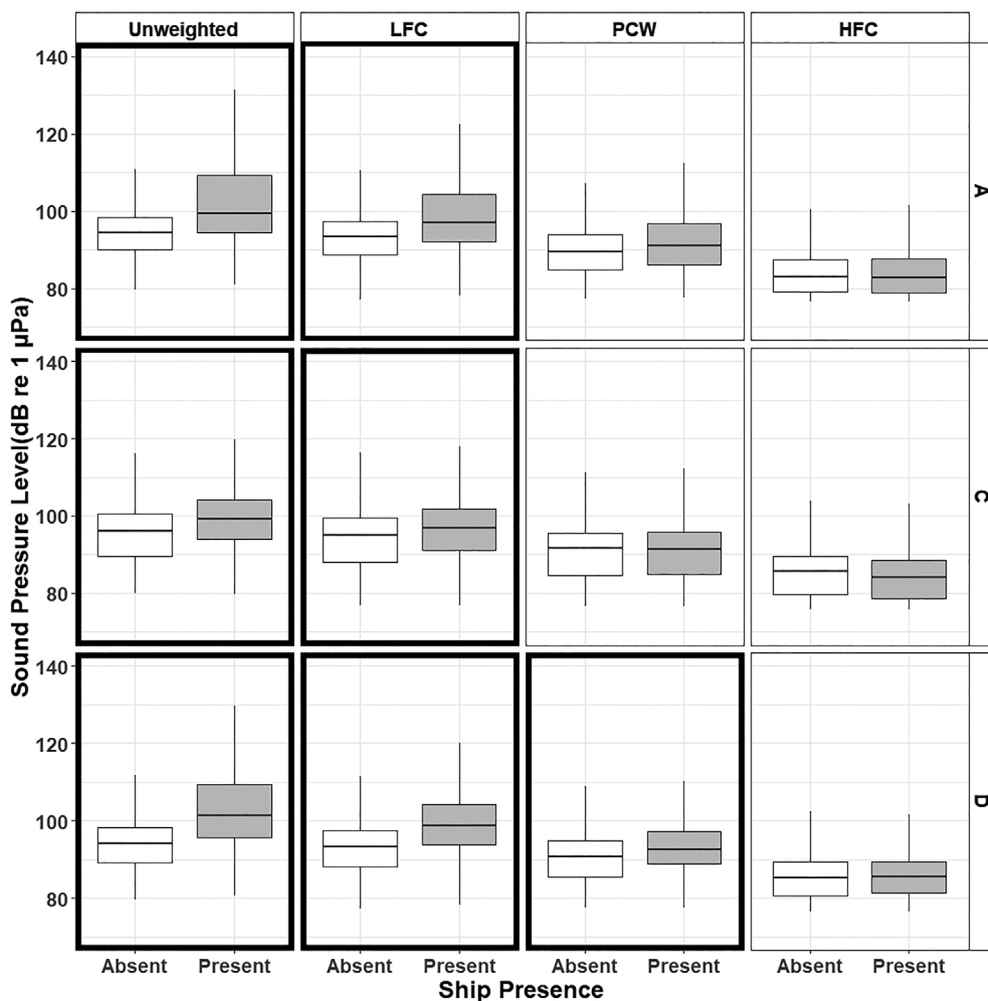 Unweighted LFC PCW HFC
140
120
100
80
A
140
120
100
80
C
140
120
100
80
D
Sound Pressure Level(dB re 1 µPa)
Absent Present Absent Present Absent Present Absent Present
Ship Presence